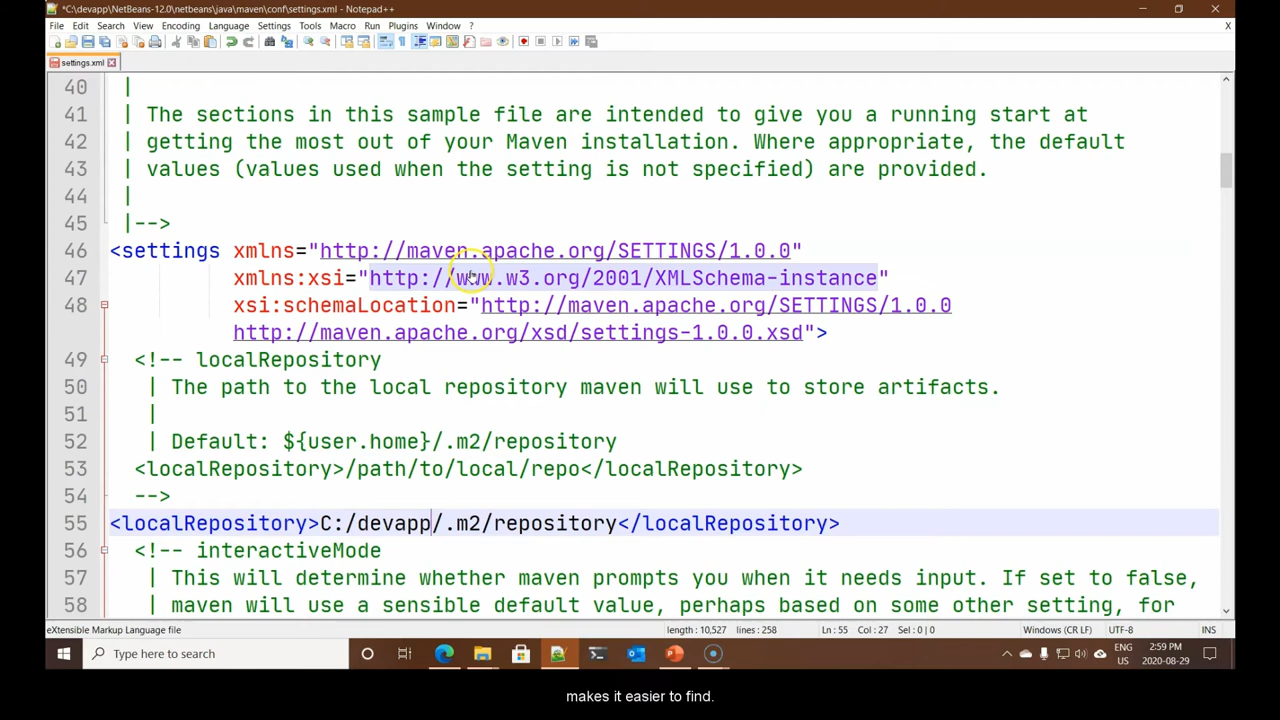 *C:\devapp\NetBeans-12.0\netbeans\java\maven\conf\settings.xml - Notepad++
File Edit Search View Encoding Language Settings Tools Macro Run Plugins Window ? X
settings.xml
40 |
41 | The sections in this sample file are intended to give you a running start at
42 | getting the most out of your Maven installation. Where appropriate, the default
43 | values (values used when the setting is not specified) are provided.
44 |
45 |-->
46 <settings xmlns="http://maven.apache.org/SETTINGS/1.0.0"
47 xmlns:xsi="http://www.w3.org/2001/XMLSchema-instance"
48 xsi:schemaLocation="http://maven.apache.org/SETTINGS/1.0.0
http://maven.apache.org/xsd/settings-1.0.0.xsd">
49 <!-- localRepository
50 | The path to the local repository maven will use to store artifacts.
51 |
52 | Default: ${user.home}/.m2/repository
53 <localRepository>/path/to/local/repo</localRepository>
54 -->
55 <localRepository>C:/devapp/.m2/repository</localRepository>
56 <!-- interactiveMode
57 | This will determine whether maven prompts you when it needs input. If set to false,
58 | maven will use a sensible default value, perhaps based on some other setting, for
eXtensible Markup Language file length : 10,527 lines : 258 Ln : 55 Col : 27 Sel : 0 | 0 Windows (CR LF) UTF-8 INS
Type here to search ENG US 2:59 PM 2020-08-29
makes it easier to find.